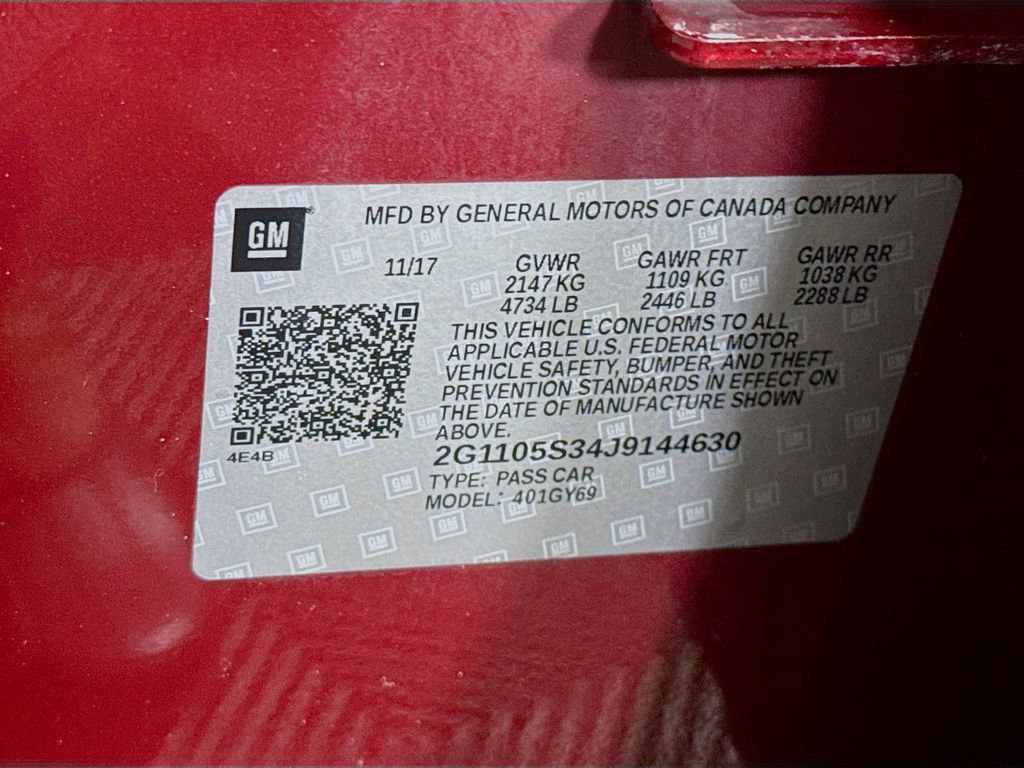 GM
MFD BY GENERAL MOTORS OF CANADA COMPANY
11/17 GVWR GAWR FRT GAWR RR
2147 KG 1109 KG 1038 KG
4734 LB 2446 LB 2288 LB
THIS VEHICLE CONFORMS TO ALL
APPLICABLE U.S. FEDERAL MOTOR
VEHICLE SAFETY, BUMPER, AND THEFT
PREVENTION STANDARDS IN EFFECT ON
THE DATE OF MANUFACTURE SHOWN
ABOVE.
4E4B
2G1105S34J9144630
TYPE: PASS CAR
MODEL: 401GY69